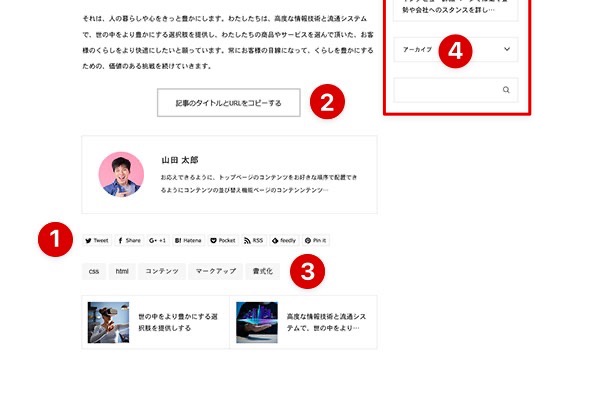 それは、人の暮らしや心をきっと豊かにします。わたしたちは、高度な情報技術と流通システム
で、世の中をより豊かにする選択肢を提供し、わたしたちの商品やサービスを選んで頂いた、お客
様のくらしをより快適にしたいと願っています。常にお客様の目線になって、くらしを豊かにする
ための、価値のある挑戦を続けていきます。
記事のタイトルとURLをコピーする
2
山田 太郎
お応えできるように、トップページのコンテンツをお好きな順序で配置でき
るようにコンテンツの並び替え機能ページのコンテンンテンツ…
1
Tweet
Share
G+ +1
B! Hatena
Pocket
RSS
feedly
Pin it
css
html
コンテンツ
マークアップ
書式化
3
世の中をより豊かにする選
択肢を提供しする
高度な情報技術と流通シス
テムで、世の中をより…
勢や会社へのスタンスを詳し…
アーカイブ
4